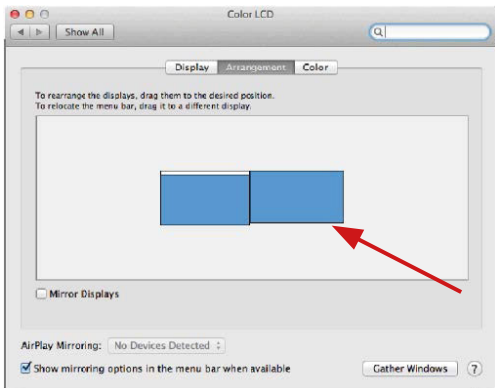 Color LCD
Show All
Display Arrangement Color
To rearrange the displays, drag them to the desired position.
To relocate the menu bar, drag it to a different display.
Mirror Displays
AirPlay Mirroring: No Devices Detected
Show mirroring options in the menu bar when available Gather Windows ?